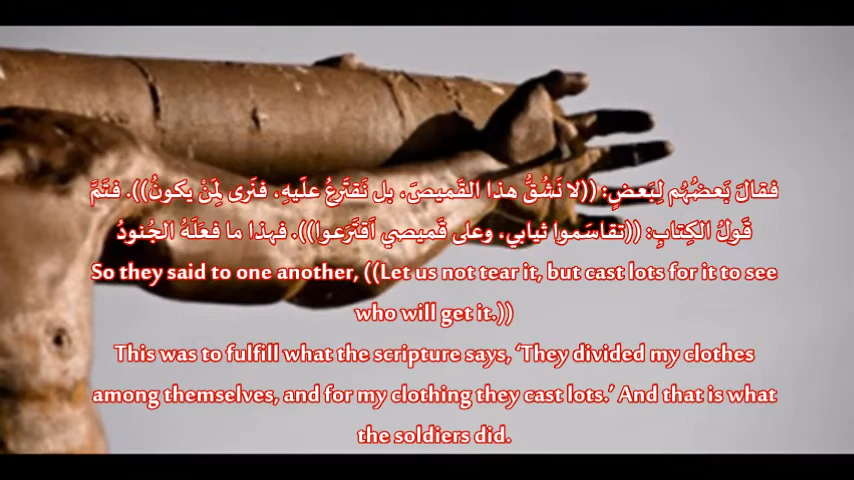 فقالَ بَعضُهُم لِبَعضٍ: ((لا نَشُقُّ هذا القَميصَ، بل نَقتَرِعُ علَيهِ، فنَرى لِمَنْ يكونُ)). فتَمَّ
قَولُ الكِتابِ: ((تقاسَموا ثيابي، وعلى قَميصي اَقتَرَعوا)). فهذا ما فعَلَهُ الجُنودُ
So they said to one another, ((Let us not tear it, but cast lots for it to see
who will get it.))
This was to fulfill what the scripture says, ‘They divided my clothes
among themselves, and for my clothing they cast lots.’ And that is what
the soldiers did.